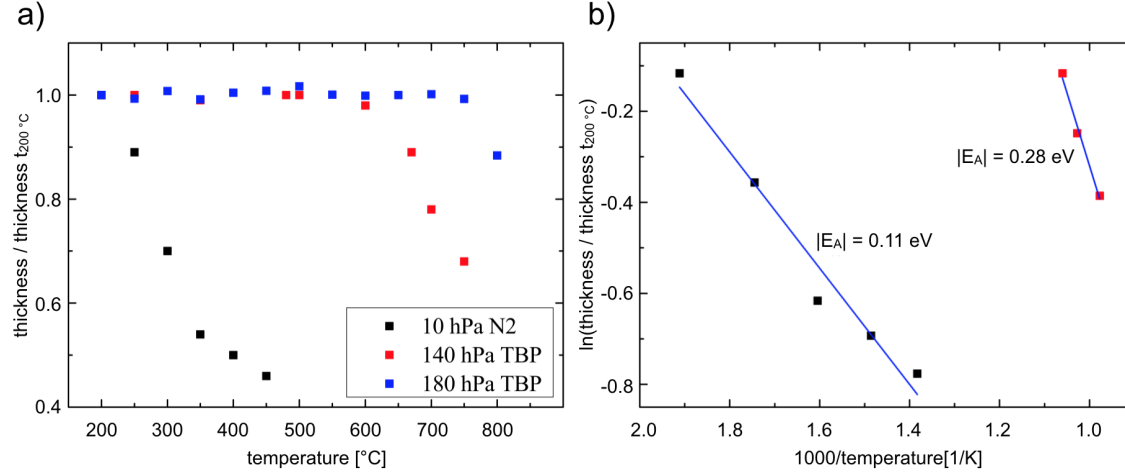 a)
thickness / thickness t200 °C
1.0
0.8
0.6
0.4
10 hPa N2
140 hPa TBP
180 hPa TBP
200 300 400 500 600 700 800
temperature [°C]
b)
ln(thickness / thickness t200 °C)
-0.2
-0.4
-0.6
-0.8
|EA| = 0.28 eV
|EA| = 0.11 eV
2.0 1.8 1.6 1.4 1.2 1.0
1000/temperature[1/K]